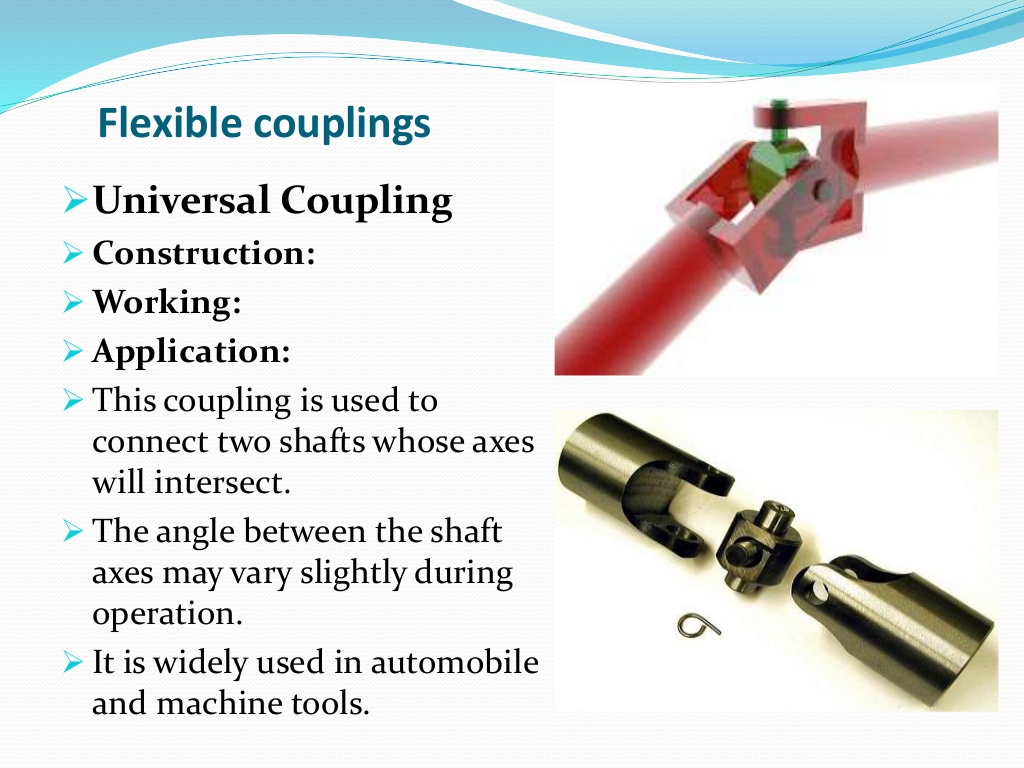 Flexible couplings
Universal Coupling
Construction:
Working:
Application:
This coupling is used to
connect two shafts whose axes
will intersect.
The angle between the shaft
axes may vary slightly during
operation.
It is widely used in automobile
and machine tools.